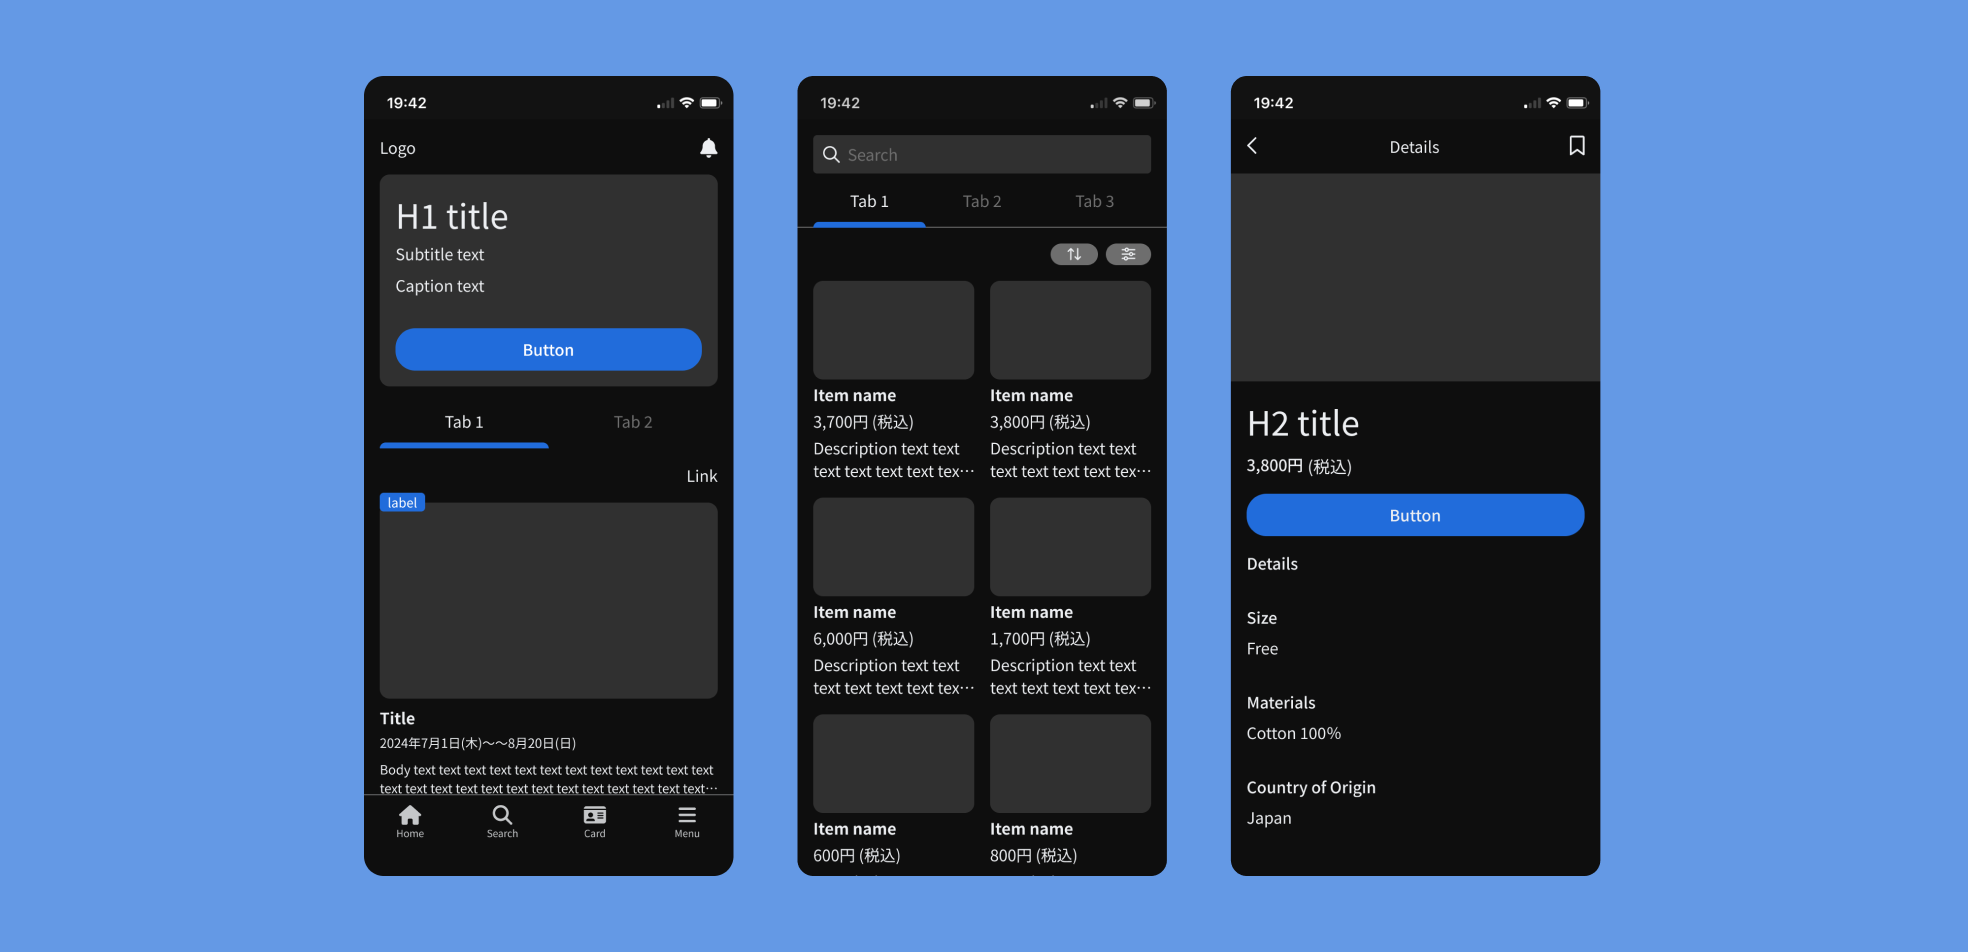 19:42
Logo
H1 title
Subtitle text
Caption text
Button
Tab 1 Tab 2
Link
label
Title
2024年7月1日(木)～～8月20日(日)
Body text text text text text text text text text text text text
text text text text text text text text text text text text text…
Home Search Card Menu
19:42
Search
Tab 1 Tab 2 Tab 3
Item name
3,700円 (税込)
Description text text
text text text text tex…
Item name
3,800円 (税込)
Description text text
text text text text tex…
Item name
6,000円 (税込)
Description text text
text text text text tex…
Item name
1,700円 (税込)
Description text text
text text text text tex…
Item name
600円 (税込)
Item name
800円 (税込)
19:42
Details
H2 title
3,800円 (税込)
Button
Details
Size
Free
Materials
Cotton 100%
Country of Origin
Japan